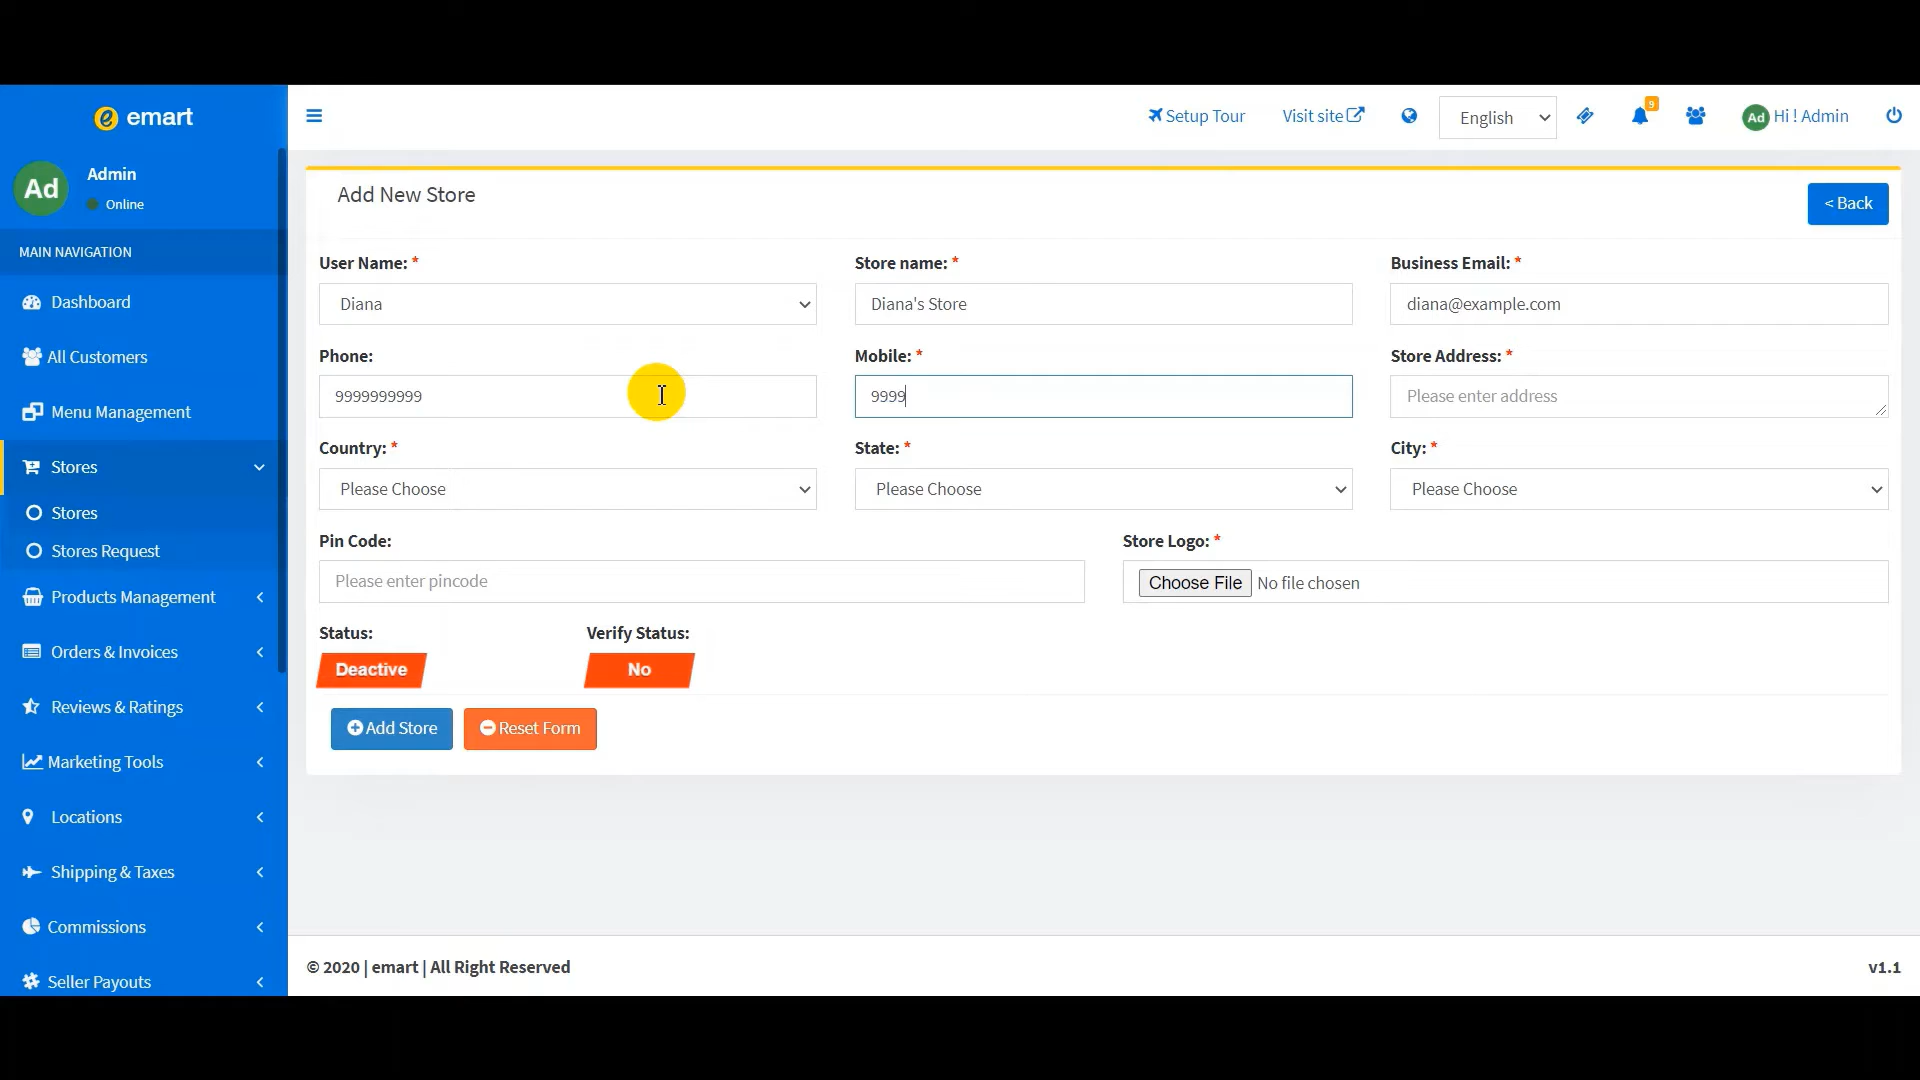 emart
Setup Tour
Visit site
English
9
Ad
Hi ! Admin
Ad
Admin
Online
MAIN NAVIGATION
Dashboard
All Customers
Menu Management
Stores
Stores
Stores Request
Products Management
Orders & Invoices
Reviews & Ratings
Marketing Tools
Locations
Shipping & Taxes
Commissions
Seller Payouts
Add New Store
< Back
User Name: *
Store name: *
Business Email: *
Diana
Diana's Store
diana@example.com
Phone:
Mobile: *
Store Address: *
9999999999
9999
Please enter address
Country: *
State: *
City: *
Please Choose
Please Choose
Please Choose
Pin Code:
Store Logo: *
Please enter pincode
Choose File No file chosen
Status:
Verify Status:
Deactive
No
Add Store
Reset Form
© 2020 | emart | All Right Reserved
v1.1